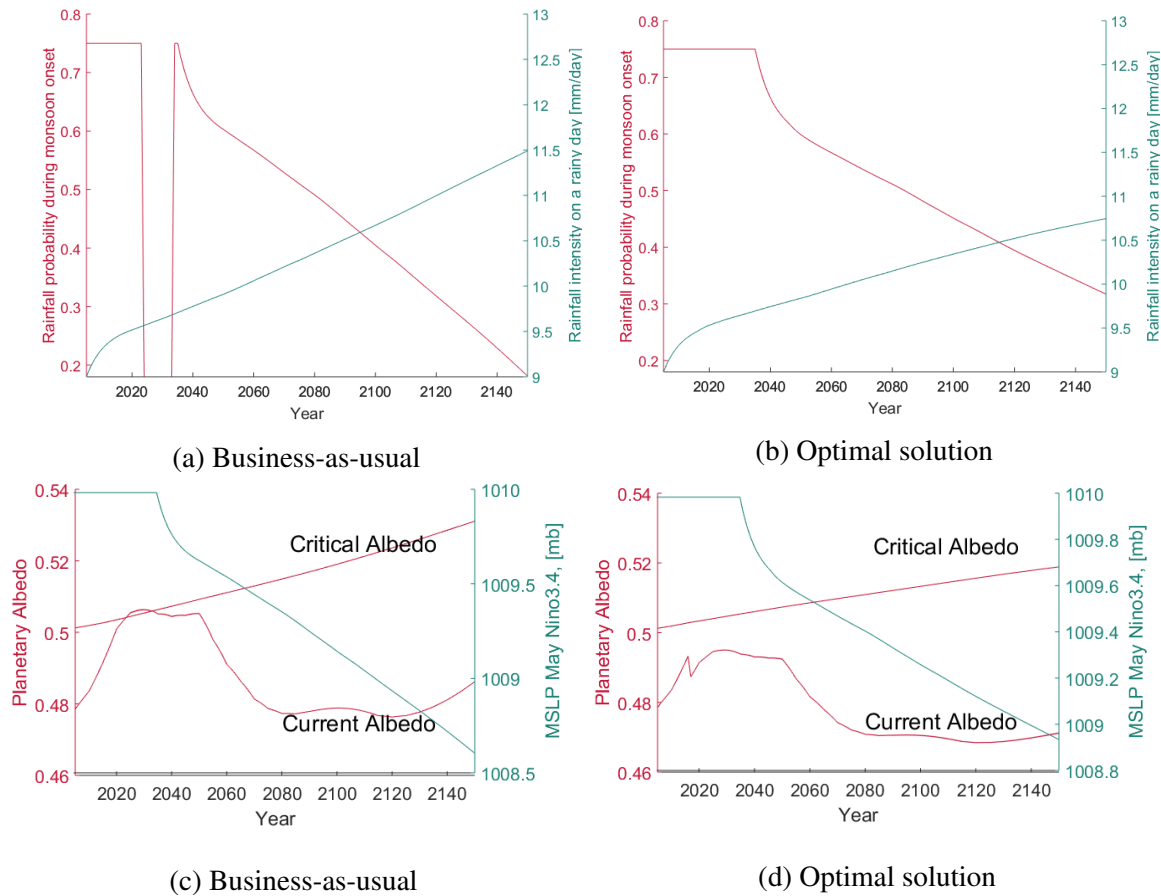 Rainfall probability during monsoon onset
0.8
0.7
0.6
0.5
0.4
0.3
0.2
2020 2040 2060 2080 2100 2120 2140
Year
13
12.5
12
11.5
11
10.5
10
9.5
9
Rainfall intensity on a rainy day [mm/day]
(a) Business-as-usual
Rainfall probability during monsoon onset
0.8
0.7
0.6
0.5
0.4
0.3
0.2
2020 2040 2060 2080 2100 2120 2140
Year
13
12.5
12
11.5
11
10.5
10
9.5
9
Rainfall intensity on a rainy day [mm/day]
(b) Optimal solution
Planetary Albedo
0.54
0.52
0.5
0.48
0.46
Critical Albedo
Current Albedo
2020 2040 2060 2080 2100 2120 2140
Year
1010
1009.5
1009
1008.5
MSLP May Nino3.4, [mb]
(c) Business-as-usual
Planetary Albedo
0.54
0.52
0.5
0.48
0.46
Critical Albedo
Current Albedo
2020 2040 2060 2080 2100 2120 2140
Year
1010
1009.8
1009.6
1009.4
1009.2
1009
1008.8
MSLP May Nino3.4, [mb]
(d) Optimal solution